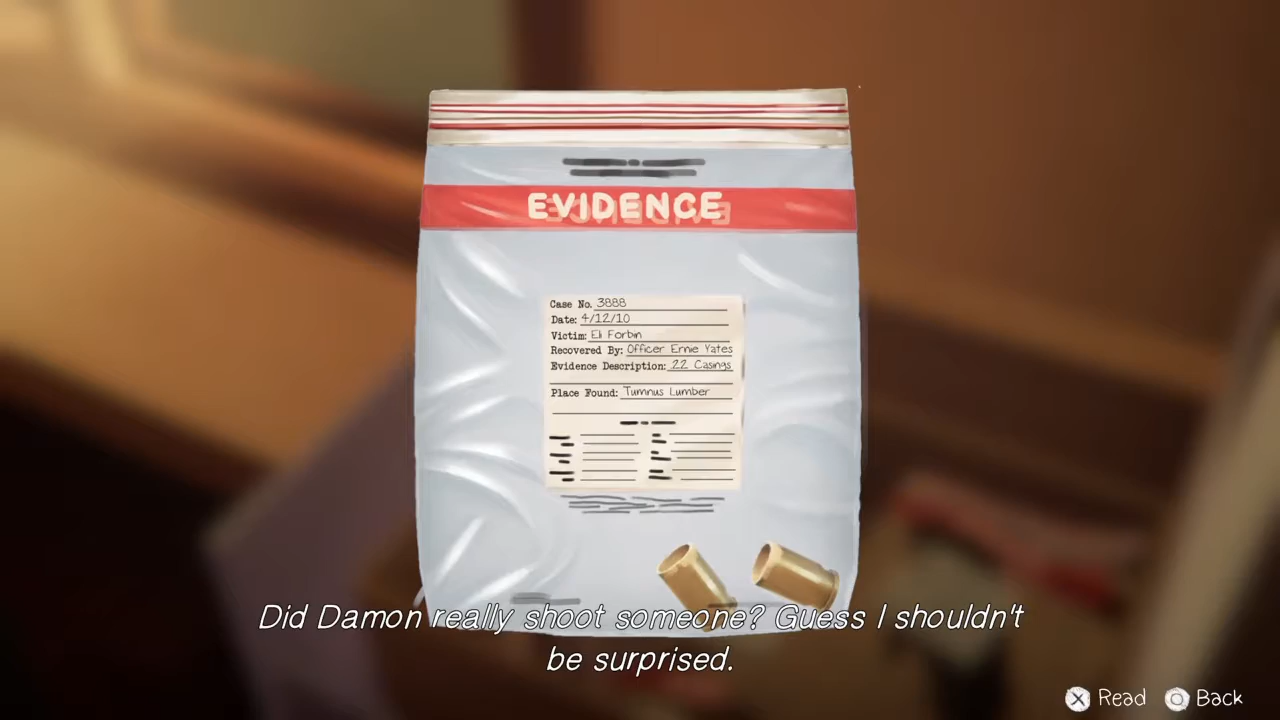 EVIDENCE
Case No. 3888
Date: 4/12/10
Victim: Eli Forbin
Recovered By: Officer Ernie Yates
Evidence Description: .22 Casings
Place Found: Tumnus Lumber
Did Damon really shoot someone? Guess I shouldn't
be surprised.
Read Back